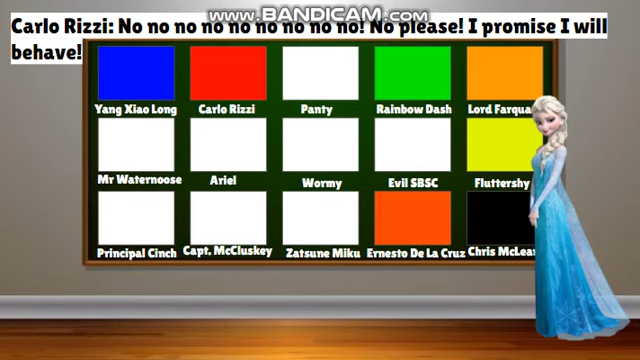 WWW.BANDICAM.COM
Carlo Rizzi: No no no no no no no no no! No please! I promise I will
behave!
Yang Xiao Long Carlo Rizzi Panty Rainbow Dash Lord Farqua
Mr Waternoose Ariel Wormy Evil SBSC Fluttershy
Principal Cinch Capt. McCluskey Zatsune Miku Ernesto De La Cruz Chris McLean